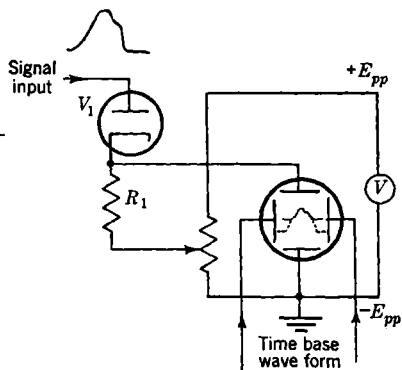 Signal
input
V1
+Epp
R1
V
-Epp
Time base
wave form